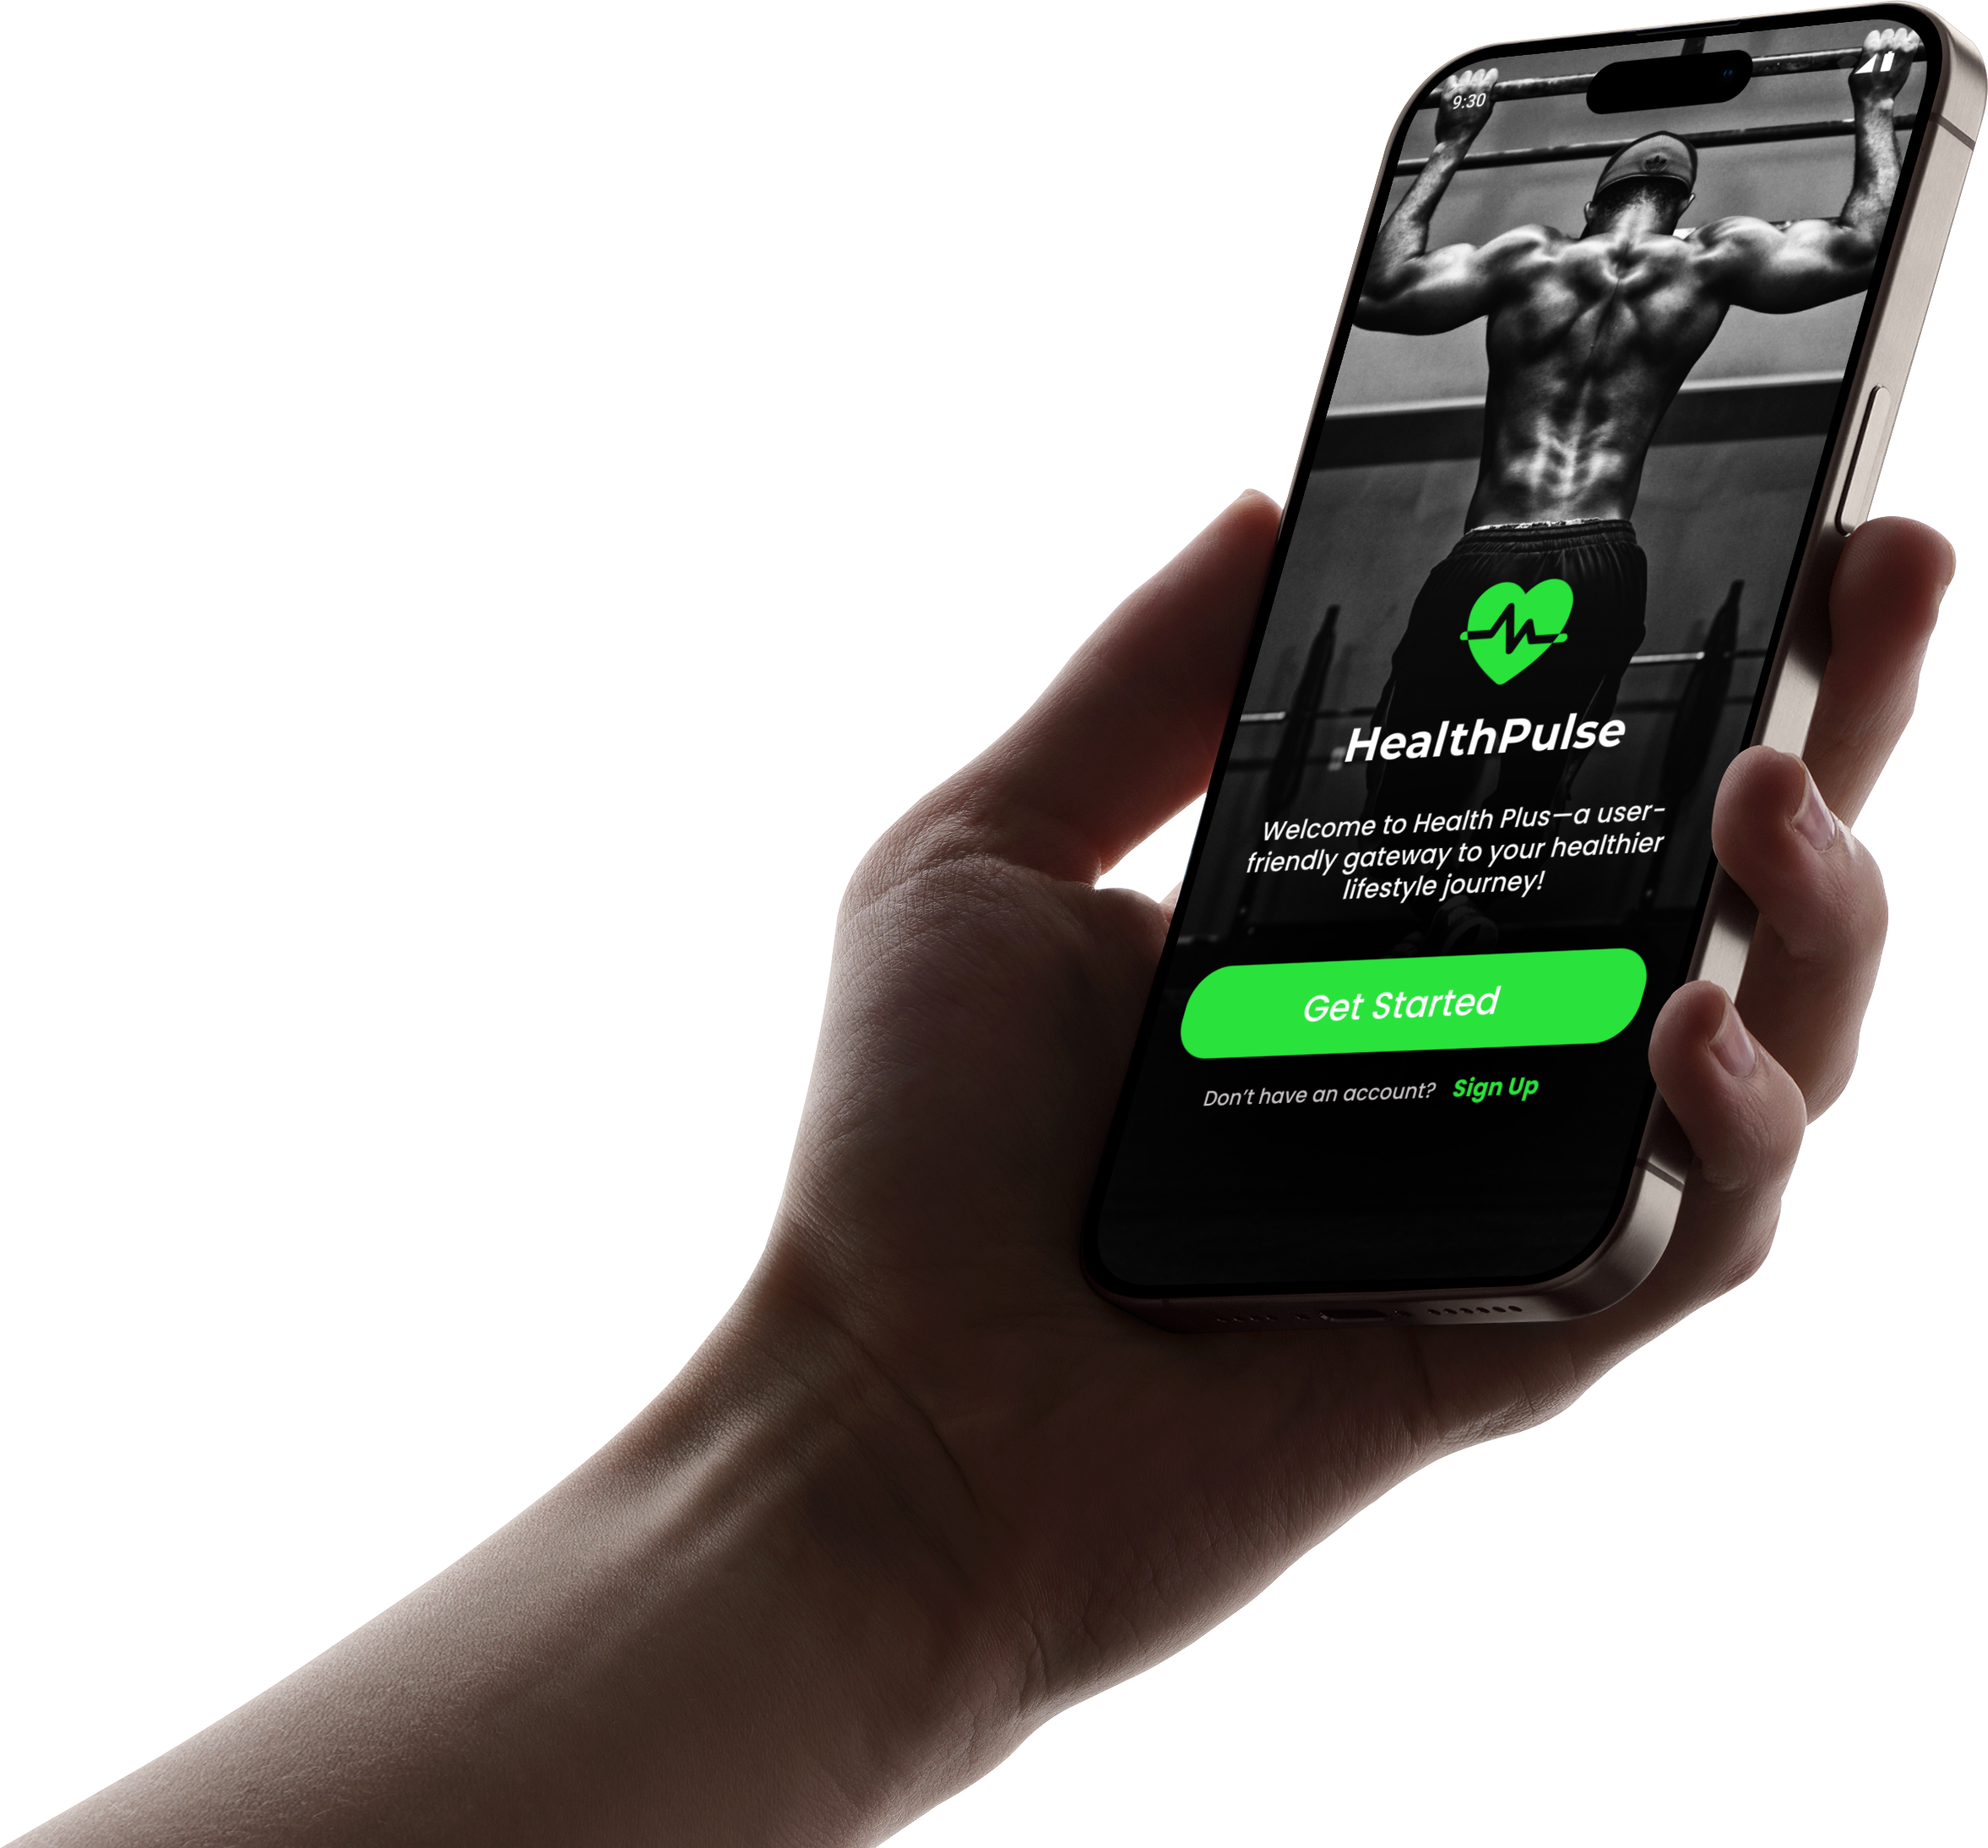 9:30
HealthPulse
Welcome to Health Plus—a user-
friendly gateway to your healthier
lifestyle journey!
Get Started
Don't have an account? Sign Up